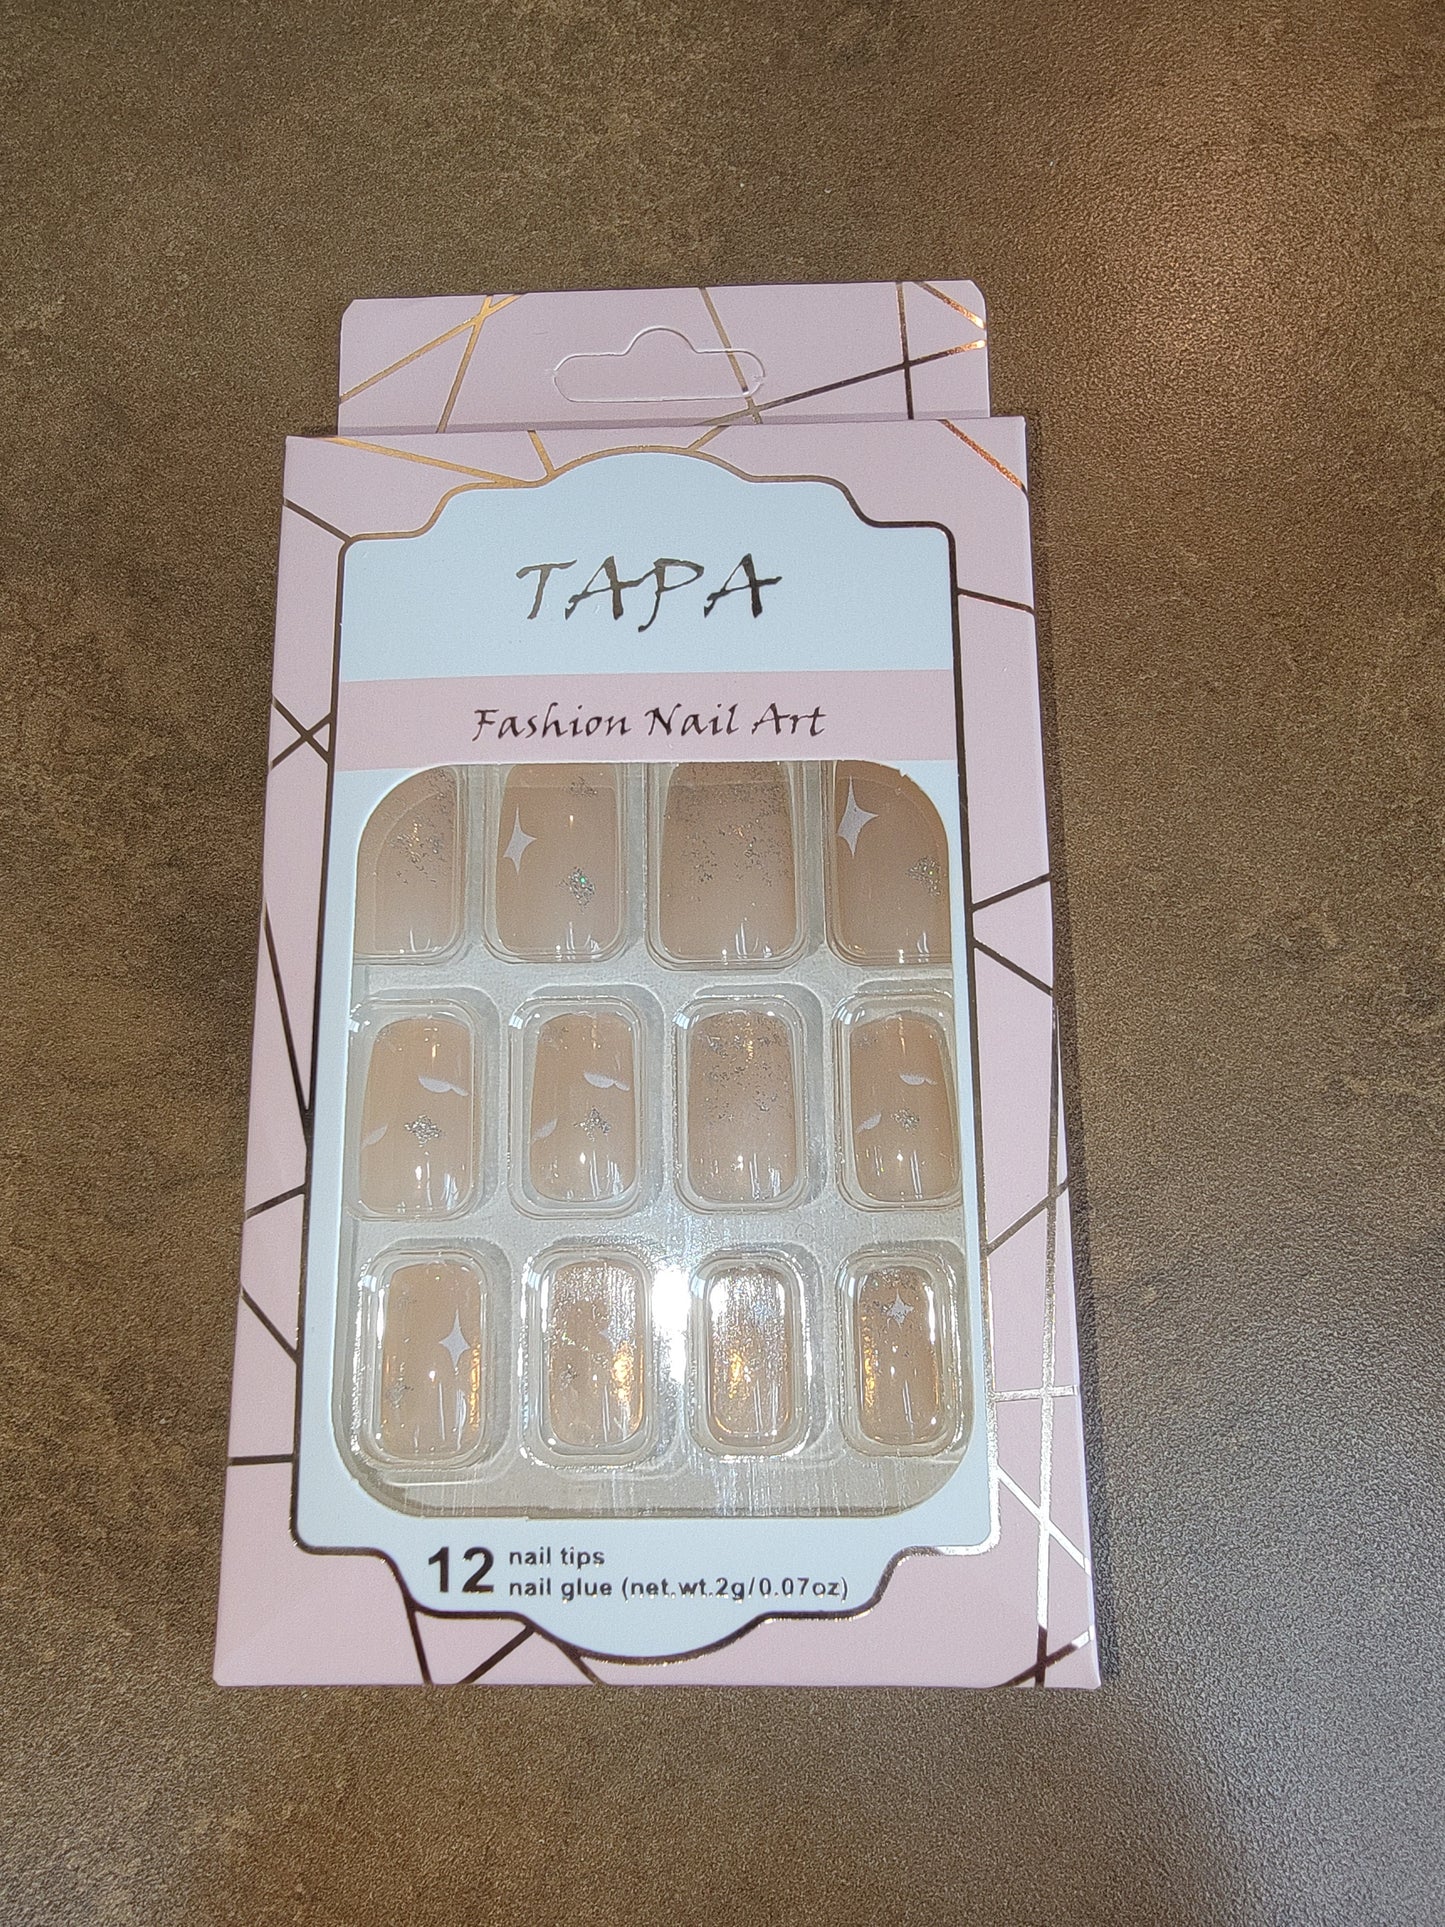 TAPA
Fashion Nail Art
12 nail tips
nail glue (net.wt.2g/0.07oz)